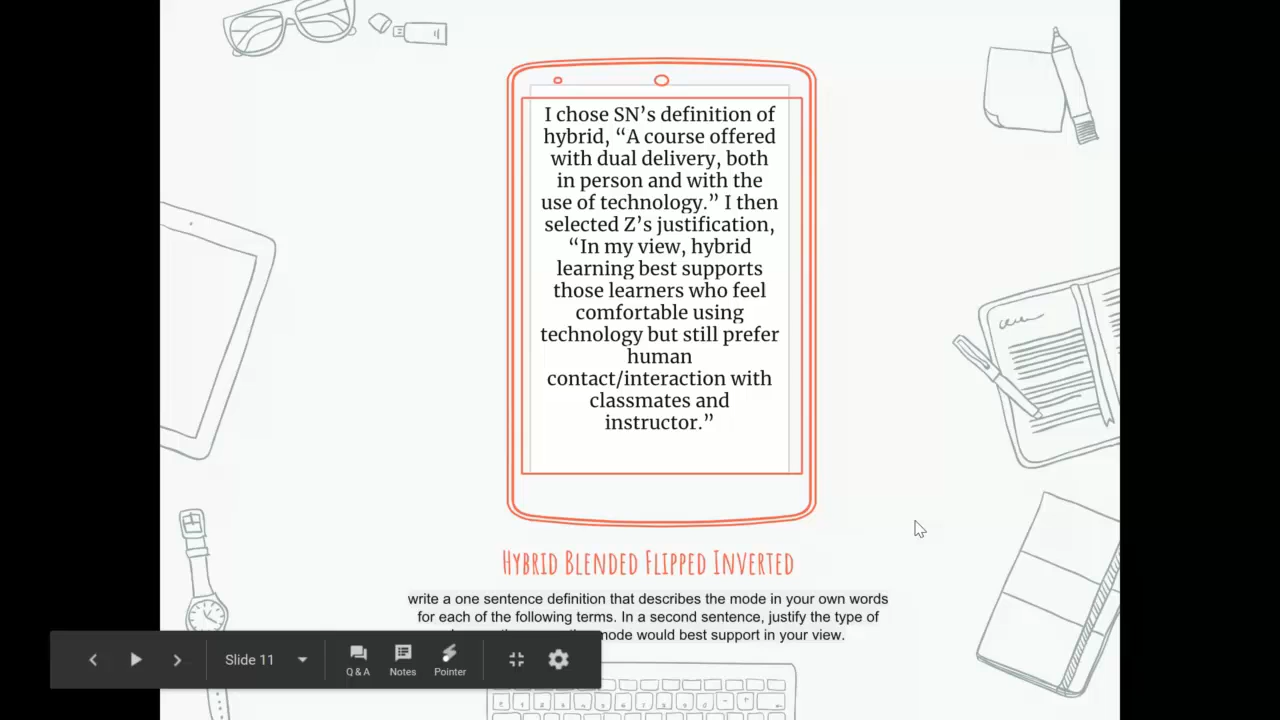 I chose SN’s definition of
hybrid, “A course offered
with dual delivery, both
in person and with the
use of technology.” I then
selected Z’s justification,
“In my view, hybrid
learning best supports
those learners who feel
comfortable using
technology but still prefer
human
contact/interaction with
classmates and
instructor.”
Hybrid Blended Flipped Inverted
write a one sentence definition that describes the mode in your own words
for each of the following terms. In a second sentence, justify the type of
mode would best support in your view.
Slide 11
Q & A
Notes
Pointer